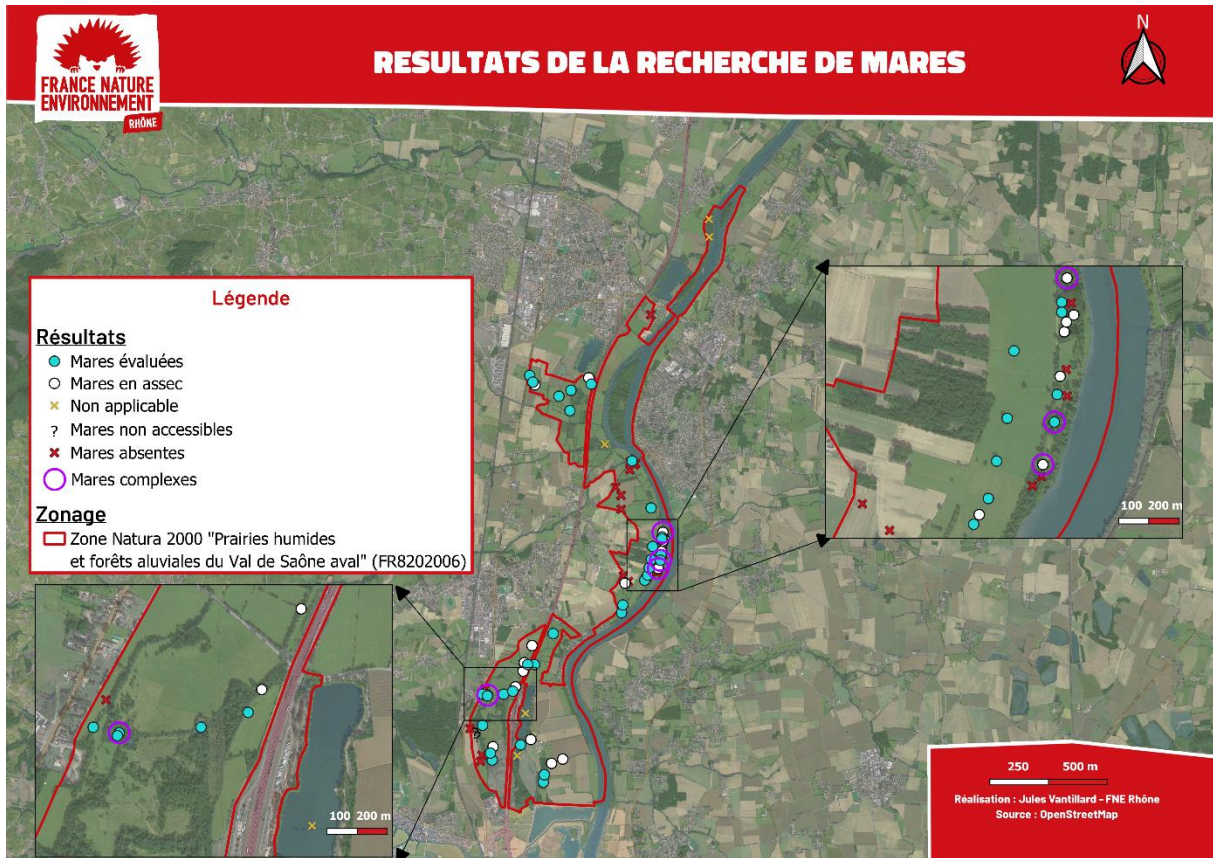 FRANCE NATURE
ENVIRONNEMENT
RHÔNE
RESULTATS DE LA RECHERCHE DE MARES
N
Légende
Résultats
Mares évaluées
Mares en assec
Non applicable
? Mares non accessibles
Mares absentes
Mares complexes
Zonage
Zone Natura 2000 "Prairies humides
et forêts aluviales du Val de Saône aval" (FR8202006)
100 200 m
?
100 200 m
250 500 m
Réalisation : Jules Vantillard - FNE Rhône
Source : OpenStreetMap